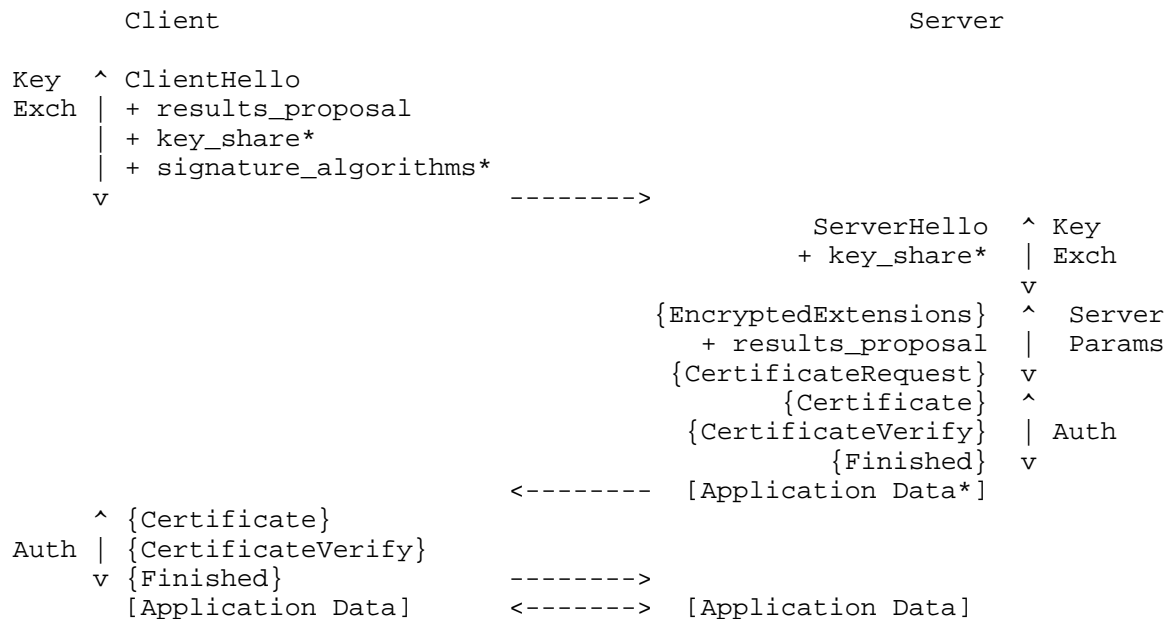 Client                                           Server

Key  ^ ClientHello
Exch | + results_proposal
     | + key_share*
     | + signature_algorithms*
     v                         -------->
                                                  ServerHello  ^ Key
                                                 + key_share*  | Exch
                                                               v
                                        {EncryptedExtensions}  ^  Server
                                           + results_proposal  |  Params
                                         {CertificateRequest}  v
                                                {Certificate}  ^
                                          {CertificateVerify}  | Auth
                                                   {Finished}  v
                               <--------  [Application Data*]
     ^ {Certificate}
Auth | {CertificateVerify}
     v {Finished}              -------->
       [Application Data]      <------->  [Application Data]